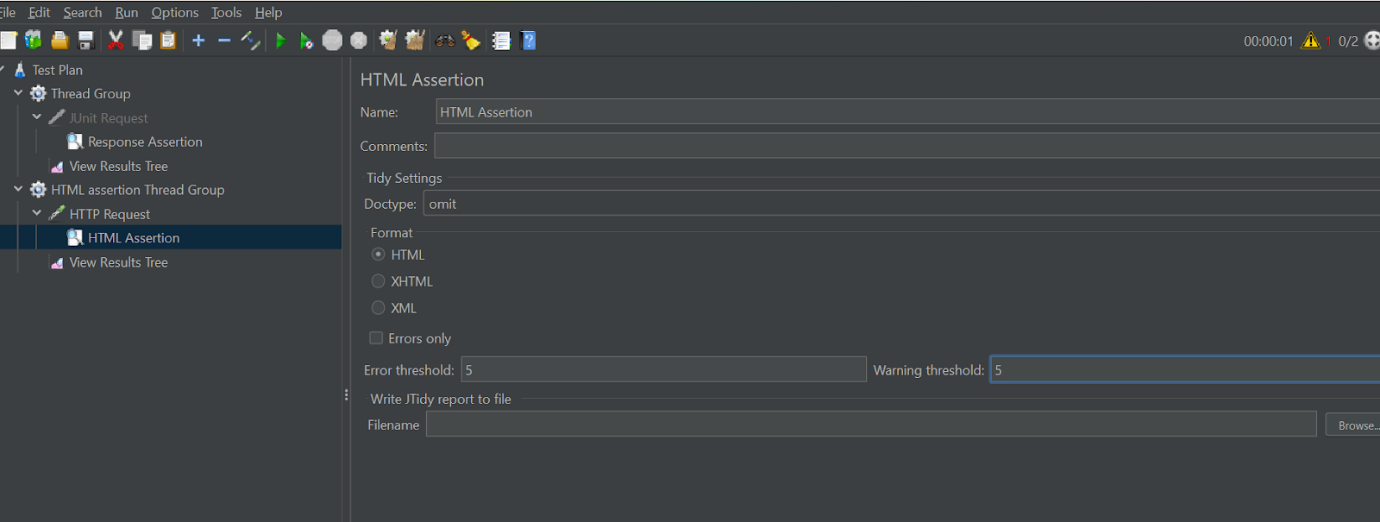 File Edit Search Run Options Tools Help
00:00:01 1 0/2
Test Plan
Thread Group
JUnit Request
Response Assertion
View Results Tree
HTML assertion Thread Group
HTTP Request
HTML Assertion
View Results Tree
HTML Assertion
Name: HTML Assertion
Comments:
Tidy Settings
Doctype: omit
Format
HTML
XHTML
XML
Errors only
Error threshold: 5 Warning threshold: 5
Write JTidy report to file
Filename Browse...